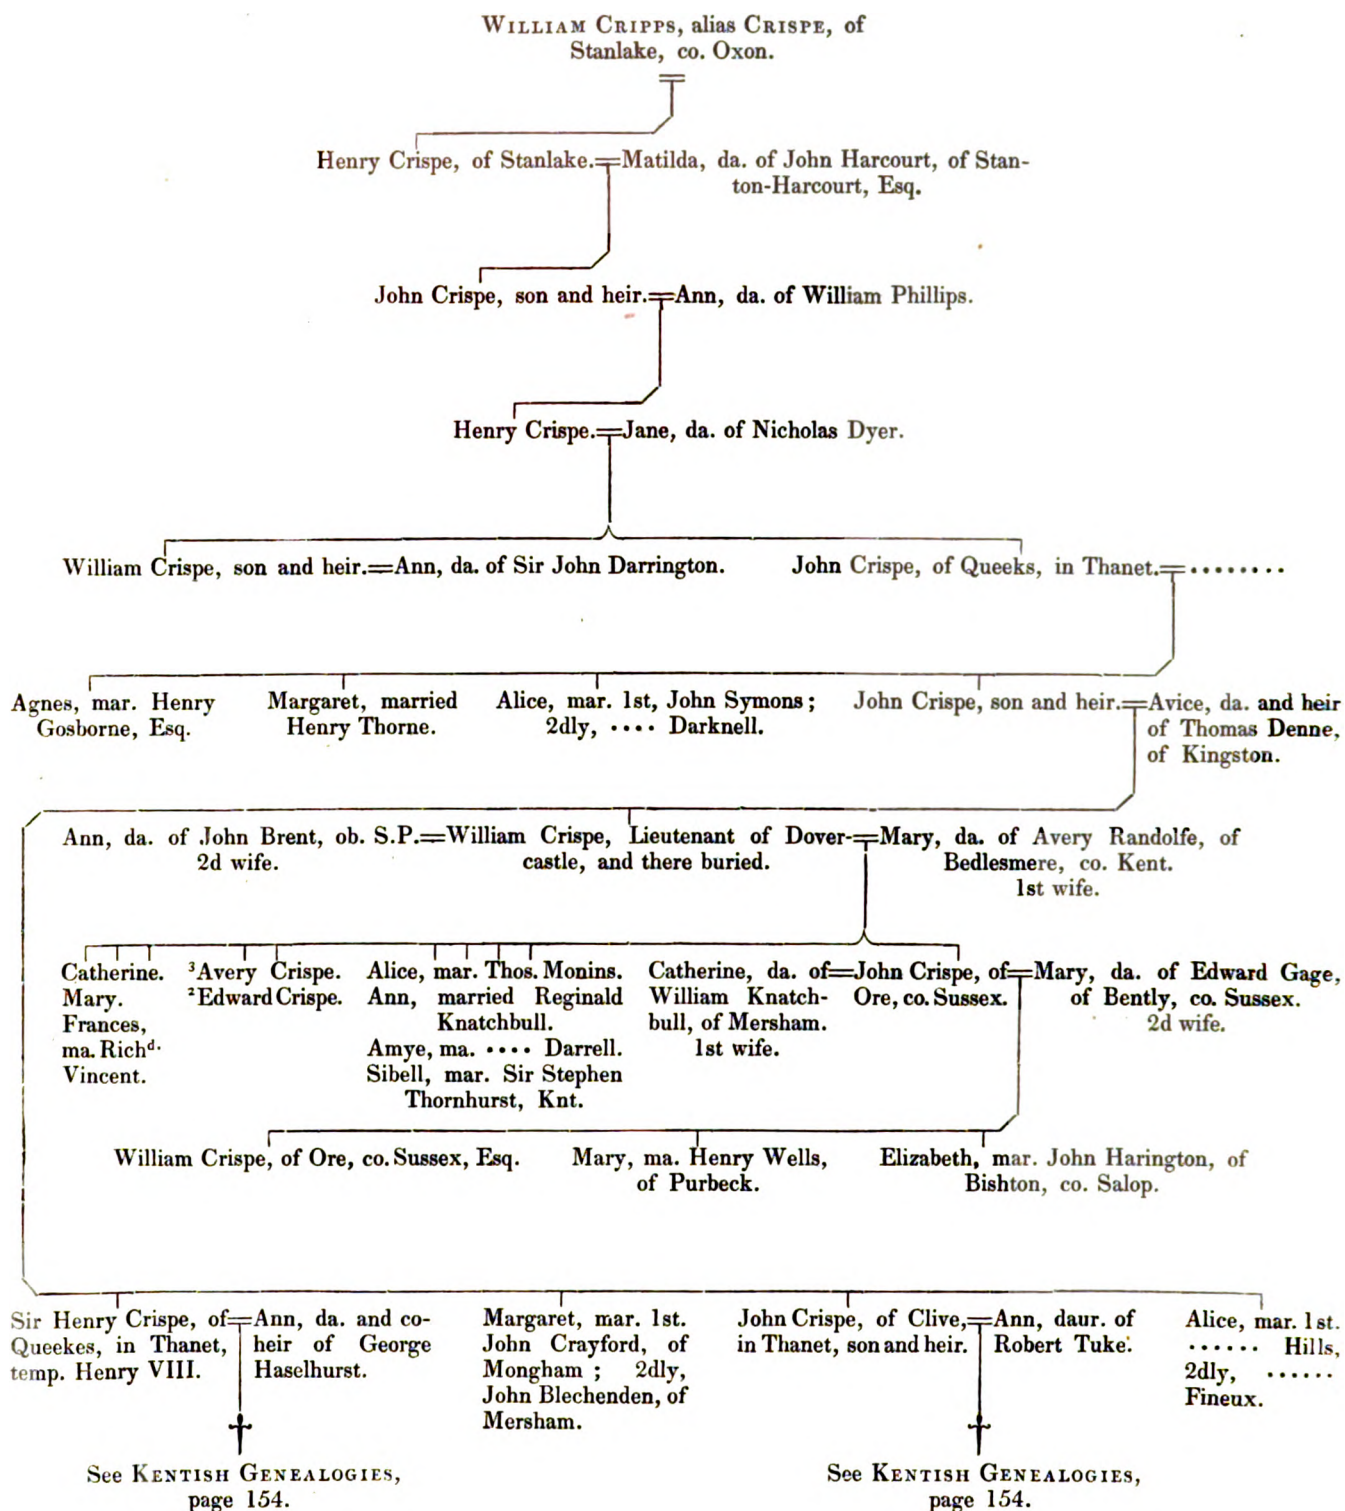 WILLIAM CRIPPS, alias CRISPE, of
Stanlake, co. Oxon.
Henry Crispe, of Stanlake.=Matilda, da. of John Harcourt, of Stan-
ton-Harcourt, Esq.
John Crispe, son and heir.=Ann, da. of William Phillips.
Henry Crispe.=Jane, da. of Nicholas Dyer.
William Crispe, son and heir.=Ann, da. of Sir John Darrington.
John Crispe, of Queeks, in Thanet.=........
Agnes, mar. Henry
Gosborne, Esq.
Margaret, married
Henry Thorne.
Alice, mar. 1st, John Symons;
2dly, .... Darknell.
John Crispe, son and heir.=Avice, da. and heir
of Thomas Denne,
of Kingston.
Ann, da. of John Brent, ob. S.P.=William Crispe, Lieutenant of Dover-=Mary, da. of Avery Randolfe, of
2d wife.
castle, and there buried.
Bedlesmere, co. Kent.
1st wife.
Catherine.
Mary.
Frances,
ma. Richd.
Vincent.
³Avery Crispe.
²Edward Crispe.
Alice, mar. Thos. Monins.
Ann, married Reginald
Knatchbull.
Amye, ma. .... Darrell.
Sibell, mar. Sir Stephen
Thornhurst, Knt.
Catherine, da. of=John Crispe, of=Mary, da. of Edward Gage,
William Knatch-
bull, of Mersham.
1st wife.
Ore, co. Sussex.
of Bently, co. Sussex.
2d wife.
William Crispe, of Ore, co. Sussex, Esq.
Mary, ma. Henry Wells,
of Purbeck.
Elizabeth, mar. John Harington, of
Bishton, co. Salop.
Sir Henry Crispe, of=Ann, da. and co-
Queekes, in Thanet,
temp. Henry VIII.
heir of George
Haselhurst.
Margaret, mar. 1st.
John Crayford, of
Mongham; 2dly,
John Blechenden, of
Mersham.
John Crispe, of Clive,=Ann, daur. of
in Thanet, son and heir.
Robert Tuke.
Alice, mar. 1st.
...... Hills,
2dly, ......
Fineux.
See KENTISH GENEALOGIES,
page 154.
See KENTISH GENEALOGIES,
page 154.